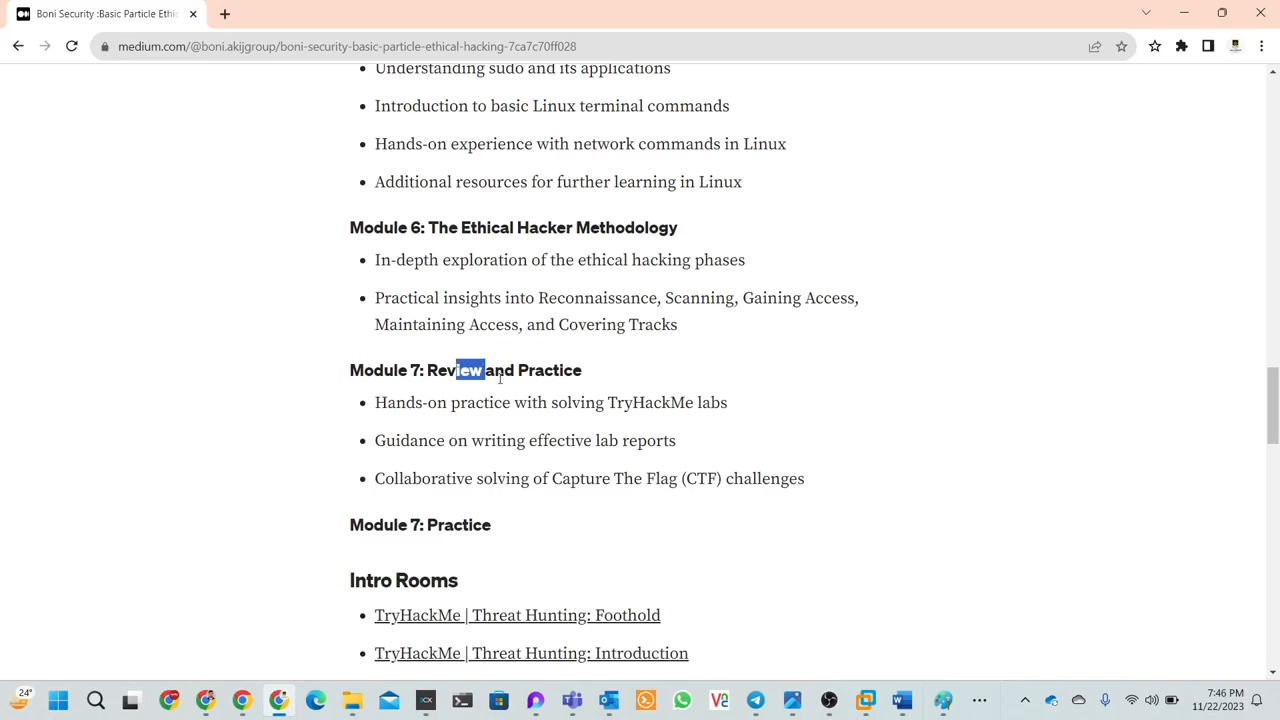 Boni Security :Basic Particle Ethic
medium.com/@boni.akijgroup/boni-security-basic-particle-ethical-hacking-7ca7c70ff028
Understanding sudo and its applications
Introduction to basic Linux terminal commands
Hands-on experience with network commands in Linux
Additional resources for further learning in Linux
Module 6: The Ethical Hacker Methodology
In-depth exploration of the ethical hacking phases
Practical insights into Reconnaissance, Scanning, Gaining Access,
Maintaining Access, and Covering Tracks
Module 7: Review and Practice
Hands-on practice with solving TryHackMe labs
Guidance on writing effective lab reports
Collaborative solving of Capture The Flag (CTF) challenges
Module 7: Practice
Intro Rooms
TryHackMe | Threat Hunting: Foothold
TryHackMe | Threat Hunting: Introduction
24°
7:46 PM
11/22/2023